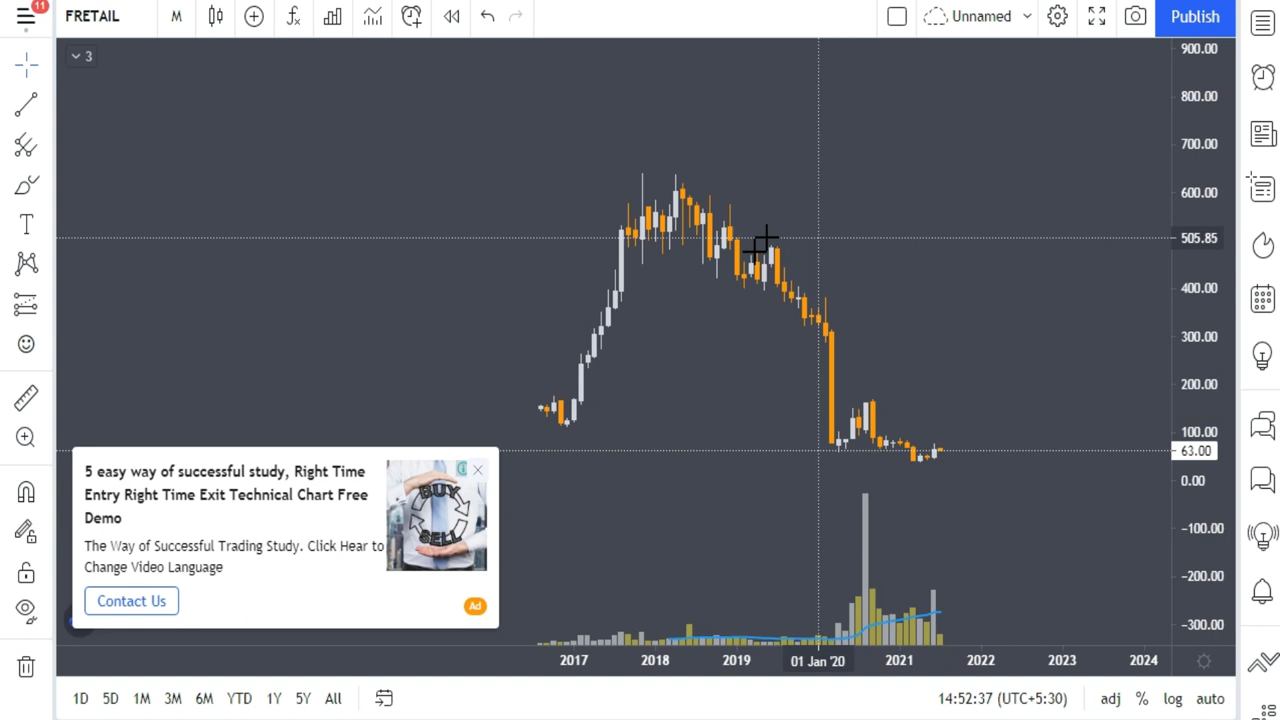 11
FRETAIL
M
Unnamed
Publish
3
900.00
800.00
700.00
600.00
505.85
400.00
300.00
200.00
100.00
63.00
0.00
-100.00
-200.00
-300.00
5 easy way of successful study, Right Time
Entry Right Time Exit Technical Chart Free
Demo
The Way of Successful Trading Study. Click Hear to
Change Video Language
Contact Us
BUY
SELL
Ad
2017
2018
2019
01 Jan '20
2021
2022
2023
2024
1D 5D 1M 3M 6M YTD 1Y 5Y All
14:52:37 (UTC+5:30)
adj % log auto